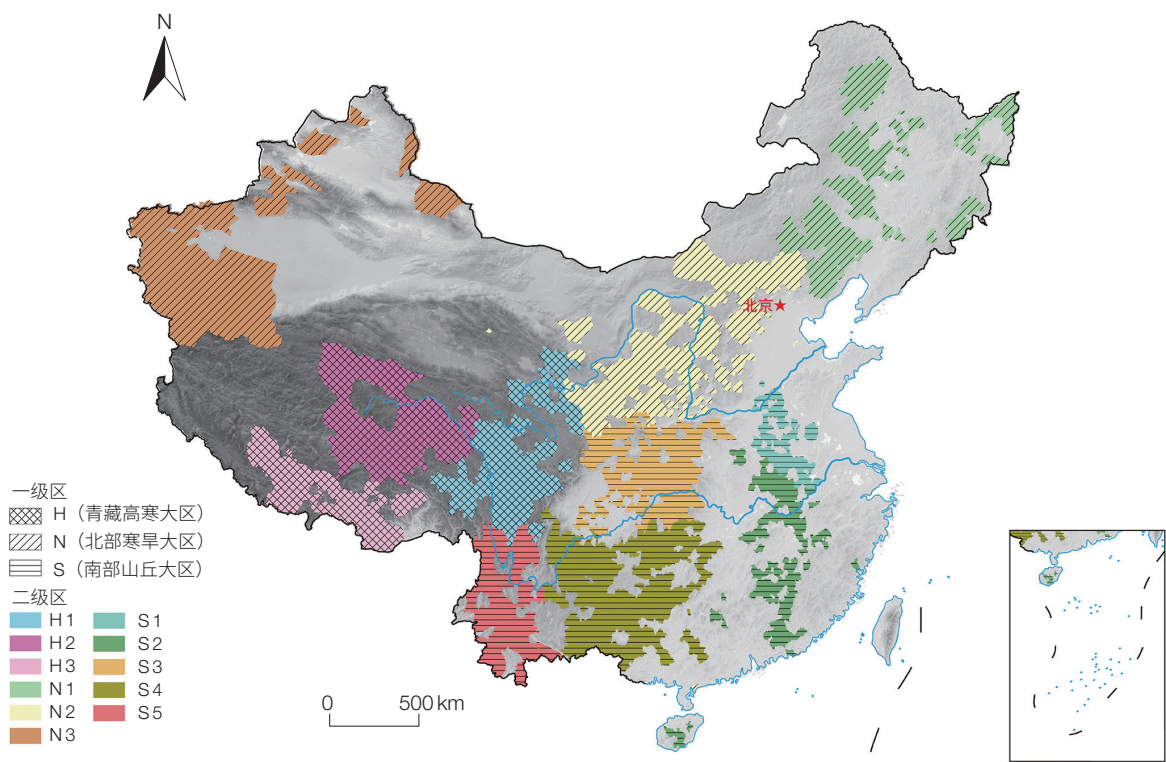 N
北京★
一级区
H（青藏高寒大区）
N（北部寒旱大区）
S（南部山丘大区）
二级区
H1
S1
H2
S2
H3
S3
N1
S4
N2
S5
N3
0 500 km